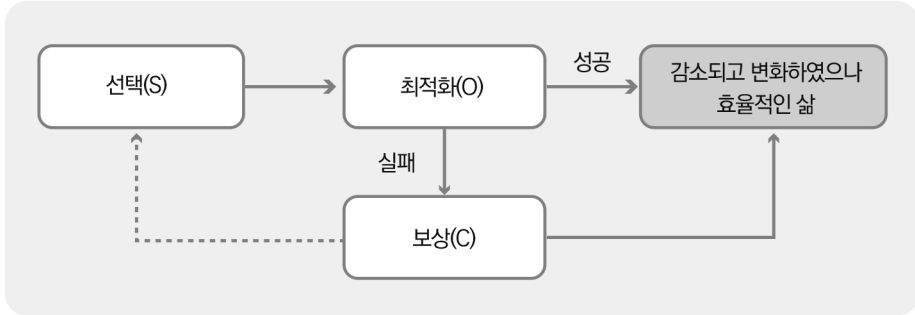 선택(S)
최적화(O)
성공
감소되고 변화하였으나
효율적인 삶
실패
보상(C)